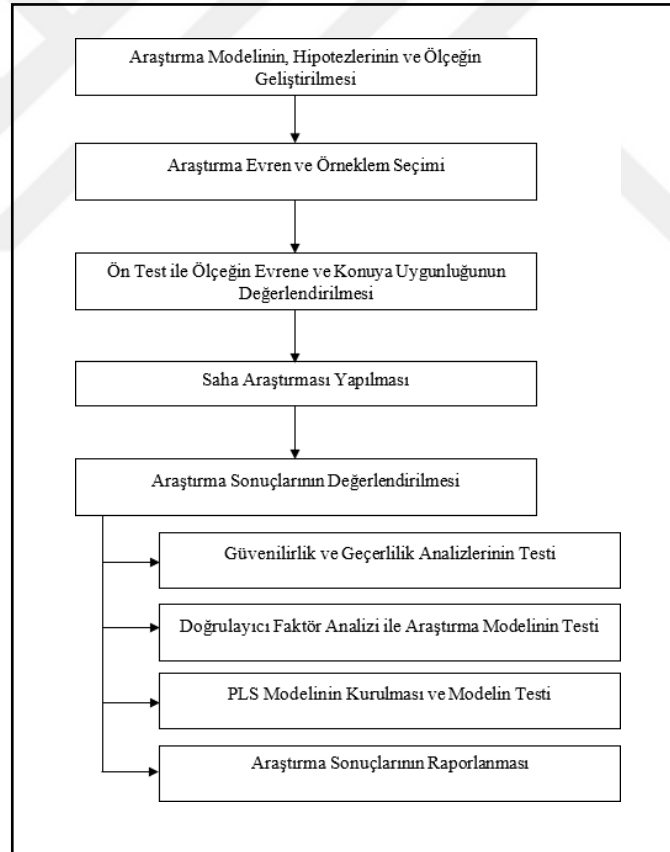 Araştırma Modelinin, Hipotezlerinin ve Ölçeğin
Geliştirilmesi
Araştırma Evren ve Örneklem Seçimi
Ön Test ile Ölçeğin Evrene ve Konuya Uygunluğunun
Değerlendirilmesi
Saha Araştırması Yapılması
Araştırma Sonuçlarının Değerlendirilmesi
Güvenilirlik ve Geçerlilik Analizlerinin Testi
Doğrulayıcı Faktör Analizi ile Araştırma Modelinin Testi
PLS Modelinin Kurulması ve Modelin Testi
Araştırma Sonuçlarının Raporlanması